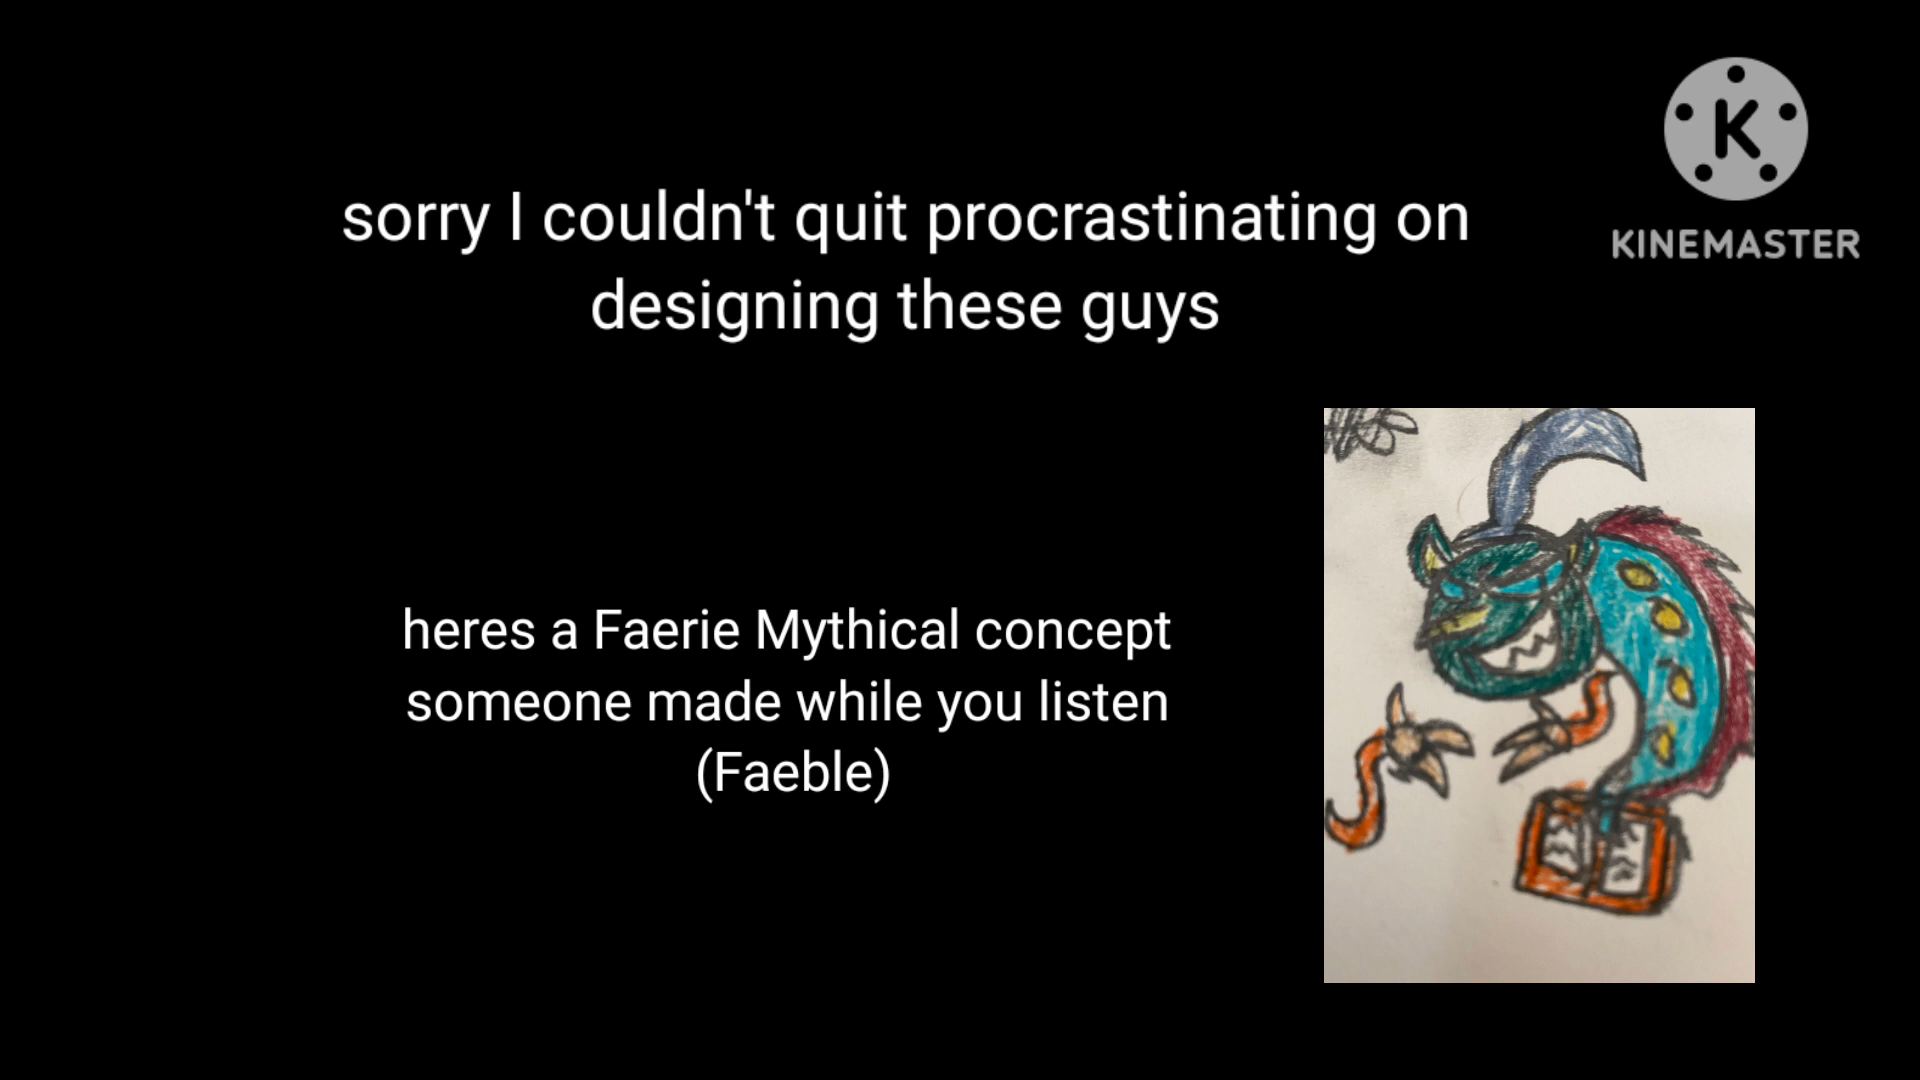 sorry I couldn't quit procrastinating on
designing these guys
K
KINEMASTER
heres a Faerie Mythical concept
someone made while you listen
(Faeble)